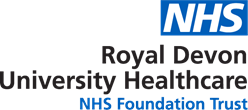 NHS
Royal Devon
University Healthcare
NHS Foundation Trust